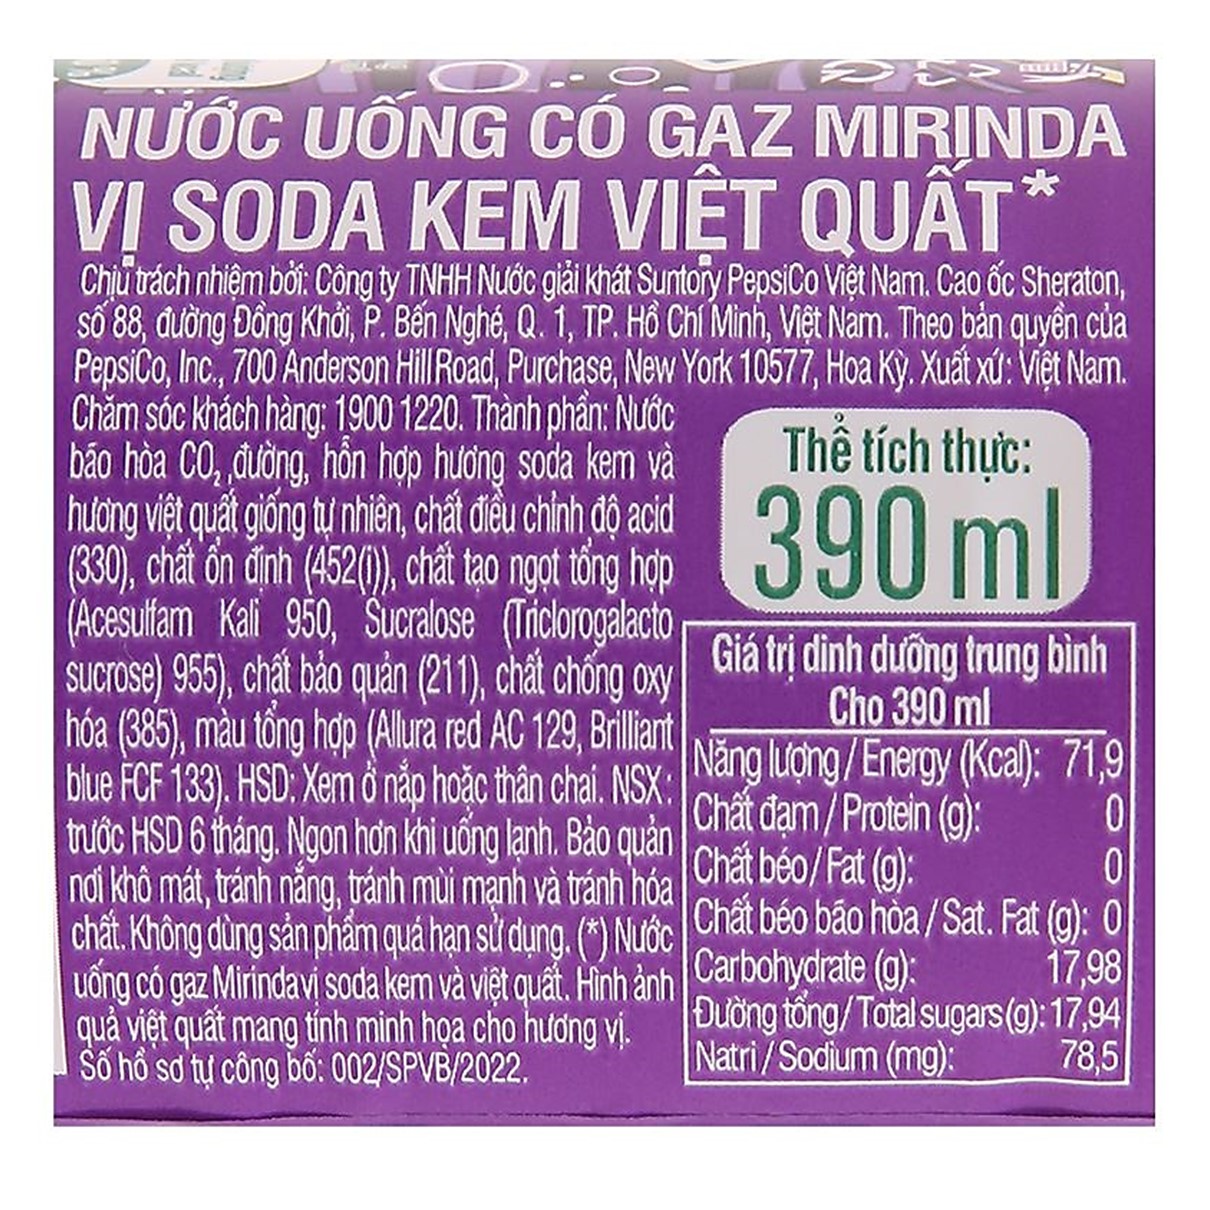 NƯỚC UỐNG CÓ GAZ MIRINDA
VỊ SODA KEM VIỆT QUẤT*
Chịu trách nhiệm bởi: Công ty TNHH Nước giải khát Suntory PepsiCo Việt Nam. Cao ốc Sheraton,
số 88, đường Đồng Khởi, P. Bến Nghé, Q. 1, TP. Hồ Chí Minh, Việt Nam. Theo bản quyền của
PepsiCo, Inc., 700 Anderson Hill Road, Purchase, New York 10577, Hoa Kỳ. Xuất xứ: Việt Nam.
Chăm sóc khách hàng: 1900 1220. Thành phần: Nước
bão hòa CO₂, đường, hỗn hợp hương soda kem và
hương việt quất giống tự nhiên, chất điều chỉnh độ acid
(330), chất ổn định (452(i)), chất tạo ngọt tổng hợp
(Acesulfam Kali 950, Sucralose (Triclorogalacto
sucrose) 955), chất bảo quản (211), chất chống oxy
hóa (385), màu tổng hợp (Allura red AC 129, Brilliant
blue FCF 133). HSD: Xem ở nắp hoặc thân chai. NSX:
trước HSD 6 tháng. Ngon hơn khi uống lạnh. Bảo quản
nơi khô mát, tránh nắng, tránh mùi mạnh và tránh hóa
chất. Không dùng sản phẩm quá hạn sử dụng. (*) Nước
uống có gaz Mirinda vị soda kem và việt quất. Hình ảnh
quả việt quất mang tính minh họa cho hương vị.
Số hồ sơ tự công bố: 002/SPVB/2022.
Thể tích thực:
390 ml
Giá trị dinh dưỡng trung bình
Cho 390 ml
Năng lượng / Energy (Kcal): 71,9
Chất đạm / Protein (g): 0
Chất béo / Fat (g): 0
Chất béo bão hòa / Sat. Fat (g): 0
Carbohydrate (g): 17,98
Đường tổng / Total sugars (g): 17,94
Natri / Sodium (mg): 78,5